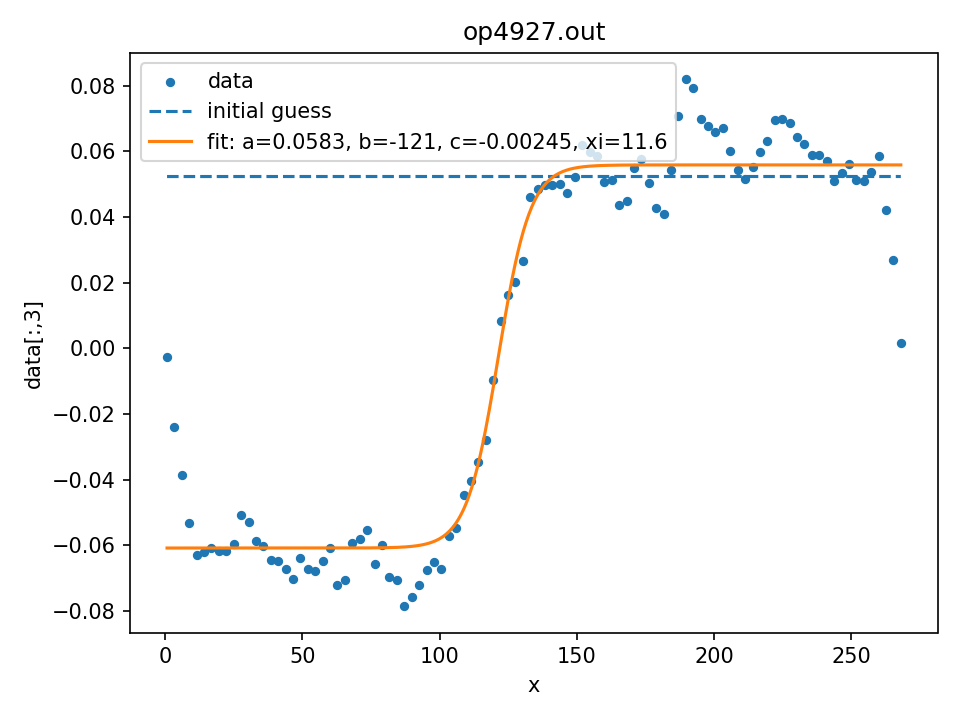 op4927.out
data
initial guess
fit: a=0.0583, b=-121, c=-0.00245, xi=11.6
0.08
0.06
0.04
0.02
0.00
−0.02
−0.04
−0.06
−0.08
data[:,3]
0 50 100 150 200 250
x